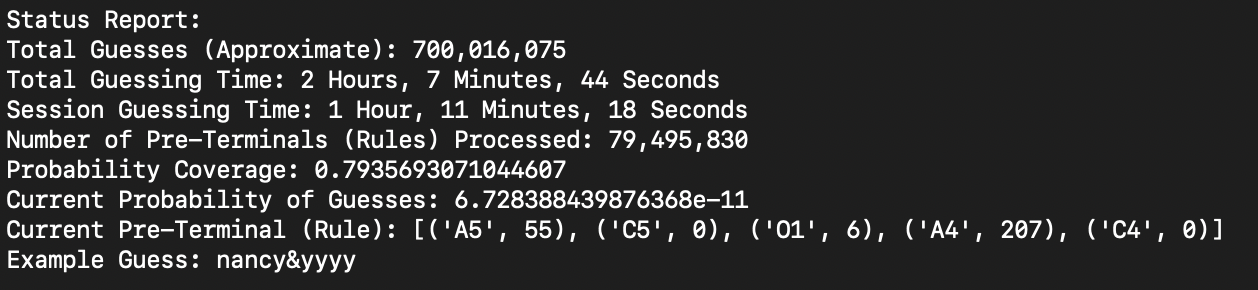 Status Report:
Total Guesses (Approximate): 700,016,075
Total Guessing Time: 2 Hours, 7 Minutes, 44 Seconds
Session Guessing Time: 1 Hour, 11 Minutes, 18 Seconds
Number of Pre-Terminals (Rules) Processed: 79,495,830
Probability Coverage: 0.7935693071044607
Current Probability of Guesses: 6.728388439876368e-11
Current Pre-Terminal (Rule): [('A5', 55), ('C5', 0), ('O1', 6), ('A4', 207), ('C4', 0)]
Example Guess: nancy&yyyy